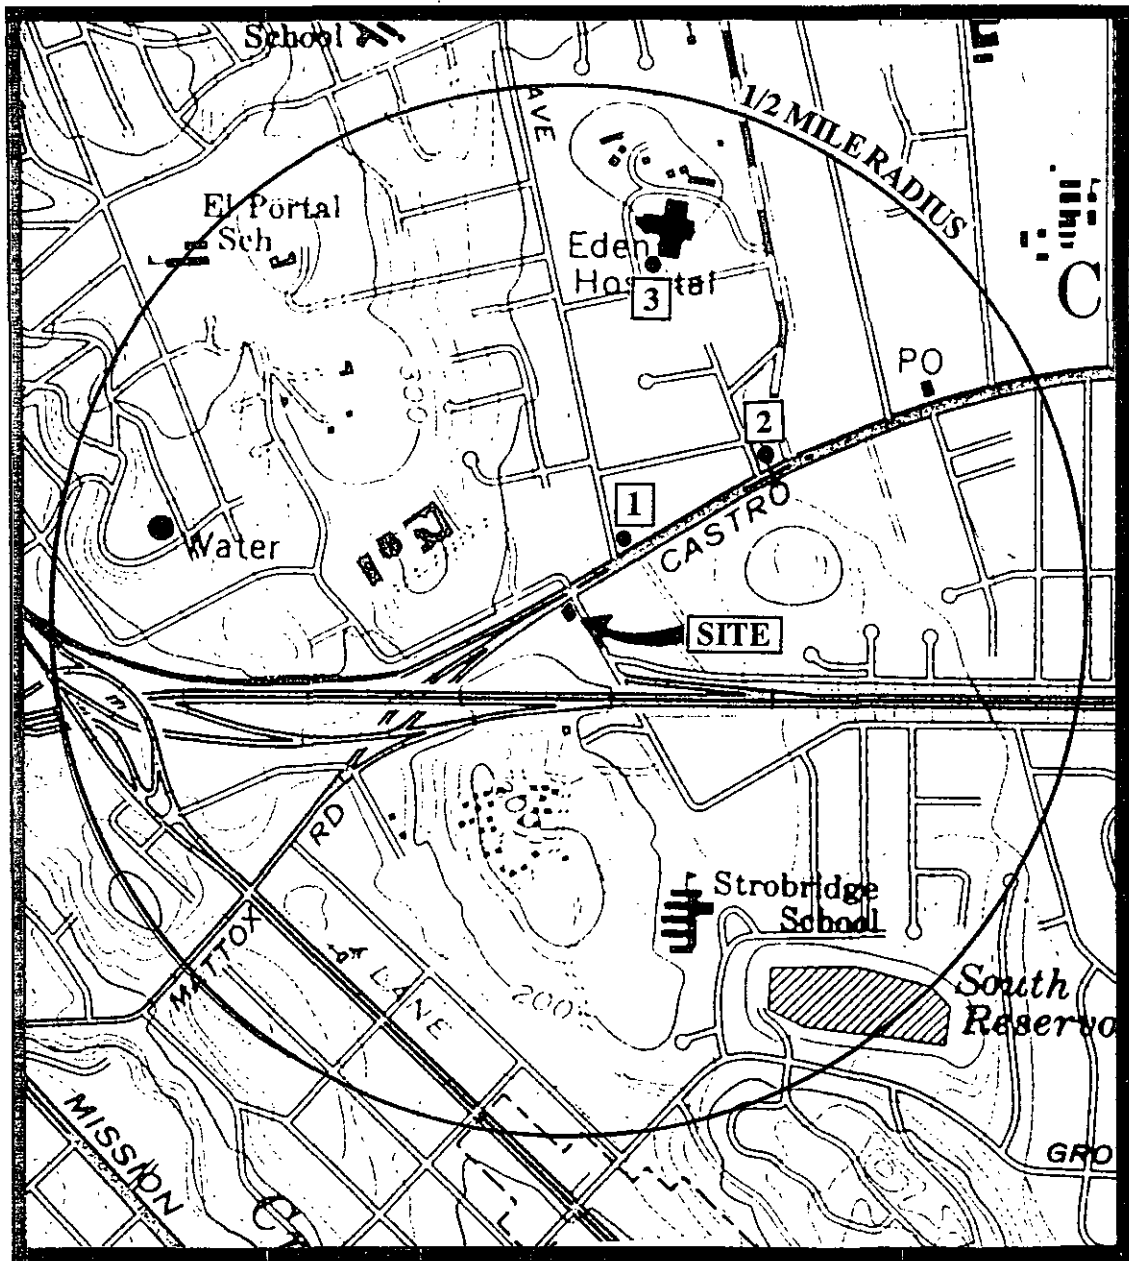 School
AVE
1/2 MILE RADIUS
El Portal
Sch
Eden
Hospital
3
C
300
PO
2
1
CASTRO
Water
SITE
RD
MATTOX
LANE
200
Strobridge
School
South
Reservo
MISSION
C
GRO